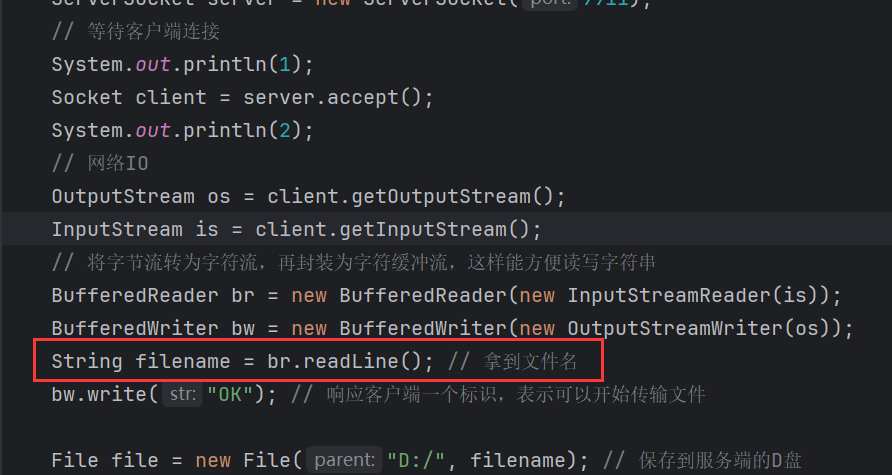 ServerSocket server = new ServerSocket( port: 7711);
// 等待客户端连接
System.out.println(1);
Socket client = server.accept();
System.out.println(2);
// 网络IO
OutputStream os = client.getOutputStream();
InputStream is = client.getInputStream();
// 将字节流转为字符流，再封装为字符缓冲流，这样能方便读写字符串
BufferedReader br = new BufferedReader(new InputStreamReader(is));
BufferedWriter bw = new BufferedWriter(new OutputStreamWriter(os));
String filename = br.readLine(); // 拿到文件名
bw.write( str: "OK"); // 响应客户端一个标识，表示可以开始传输文件
File file = new File( parent: "D:/", filename); // 保存到服务端的D盘